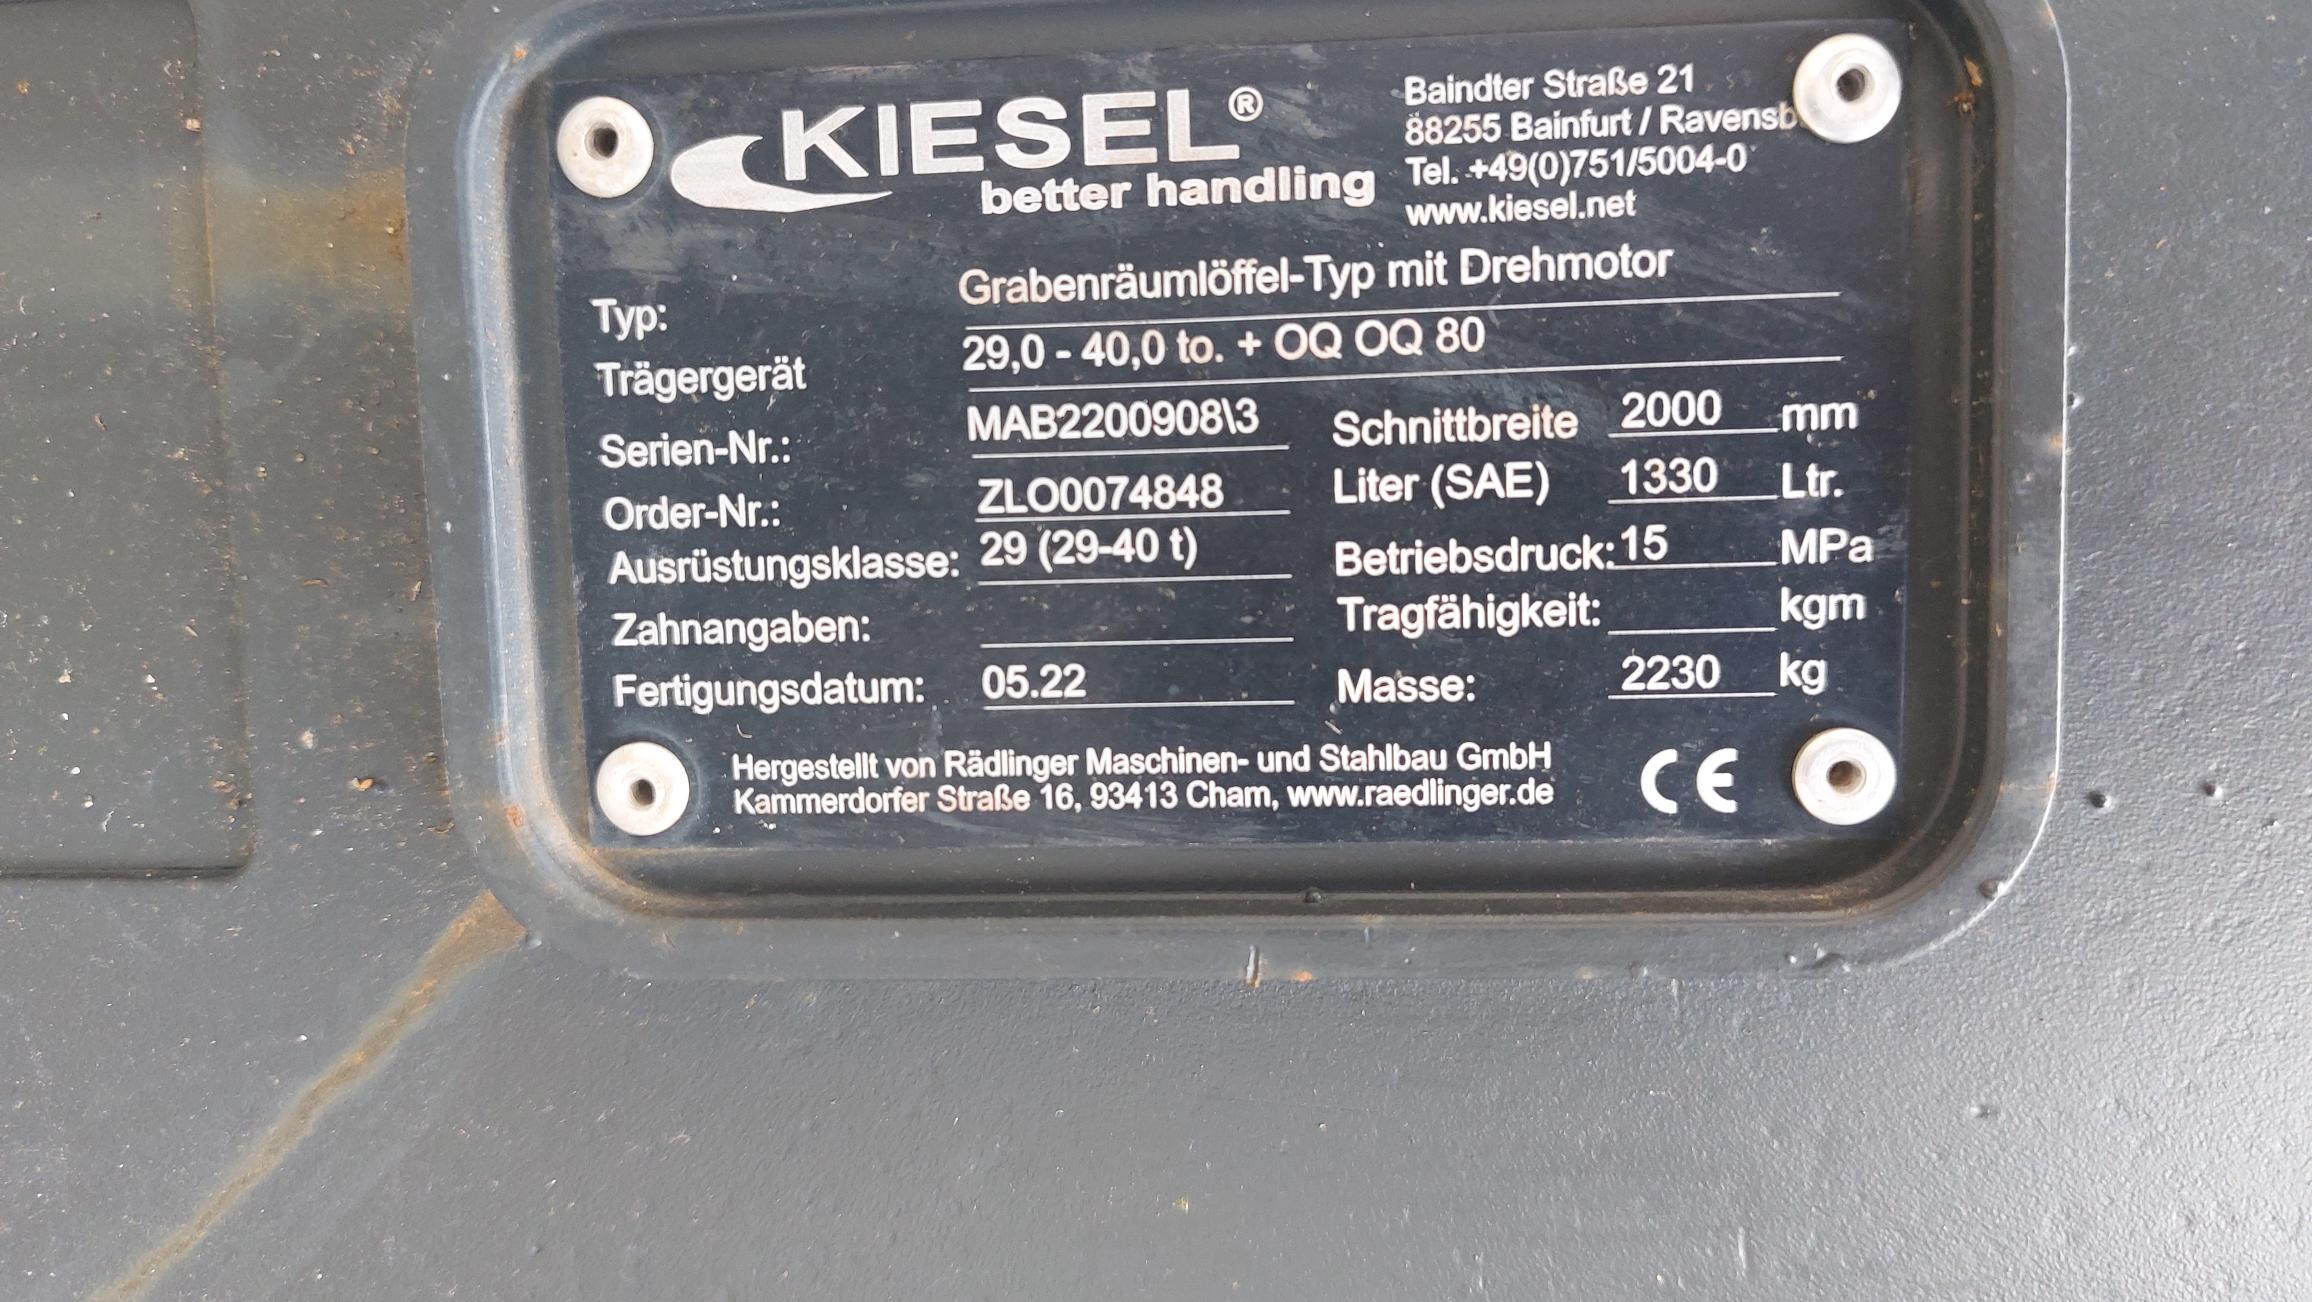 KIESEL®
better handling
Baindter Straße 21
88255 Bainfurt / Ravensb
Tel. +49(0)751/5004-0
www.kiesel.net
Typ: Grabenräumlöffel-Typ mit Drehmotor
Trägergerät 29,0 - 40,0 to. + OQ OQ 80
Serien-Nr.: MAB2200908\3 Schnittbreite 2000 mm
Order-Nr.: ZLO0074848 Liter (SAE) 1330 Ltr.
Ausrüstungsklasse: 29 (29-40 t) Betriebsdruck: 15 MPa
Zahnangaben: Tragfähigkeit: kgm
Fertigungsdatum: 05.22 Masse: 2230 kg
Hergestellt von Rädlinger Maschinen- und Stahlbau GmbH
Kammerdorfer Straße 16, 93413 Cham, www.raedlinger.de
CE